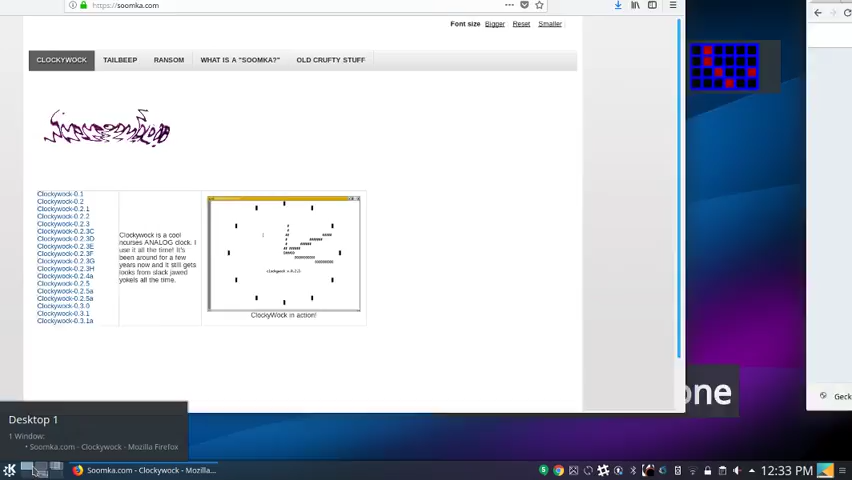 https://soomka.com
Font size Bigger Reset Smaller
CLOCKYWOCK TAILBEEP RANSOM WHAT IS A "SOOMKA?" OLD CRUFTY STUFF
Clockywock-0.1
Clockywock-0.2
Clockywock-0.2.1
Clockywock-0.2.2
Clockywock-0.2.3
Clockywock-0.2.3C
Clockywock-0.2.3D
Clockywock-0.2.3E
Clockywock-0.2.3F
Clockywock-0.2.3G
Clockywock-0.2.3H
Clockywock-0.2.4a
Clockywock-0.2.5
Clockywock-0.2.5a
Clockywock-0.2.5a
Clockywock-0.3.0
Clockywock-0.3.1
Clockywock-0.3.1a
Clockywock is a cool
ncurses ANALOG clock. I
use it all the time! It's
been around for a few
years now and it still gets
looks from slack jawed
yokels all the time.
ClockyWock in action!
one
Geck
Desktop 1
1 Window:
• Soomka.com - Clockywock - Mozilla Firefox
Soomka.com - Clockywock - Mozilla...
12:33 PM